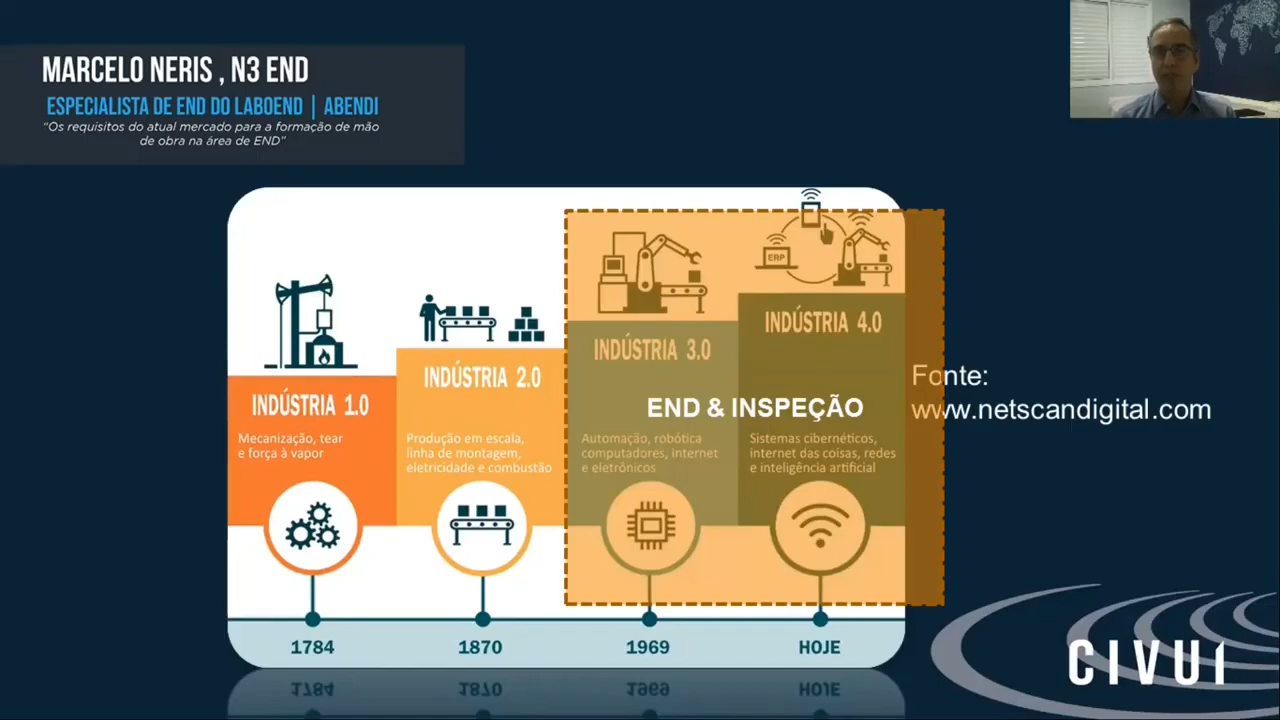 MARCELO NERIS , N3 END
ESPECIALISTA DE END DO LABOEND | ABENDI
“Os requisitos do atual mercado para a formação de mão
de obra na área de END”
ERP
INDÚSTRIA 1.0
Mecanização, tear
e força à vapor
INDÚSTRIA 2.0
Produção em escala,
linha de montagem,
eletricidade e combustão
INDÚSTRIA 3.0
Automação, robótica
computadores, internet
e eletrônicos
INDÚSTRIA 4.0
Sistemas cibernéticos,
internet das coisas, redes
e inteligência artificial
END & INSPEÇÃO
Fonte:
www.netscandigital.com
1784
1870
1969
HOJE
CIVUI